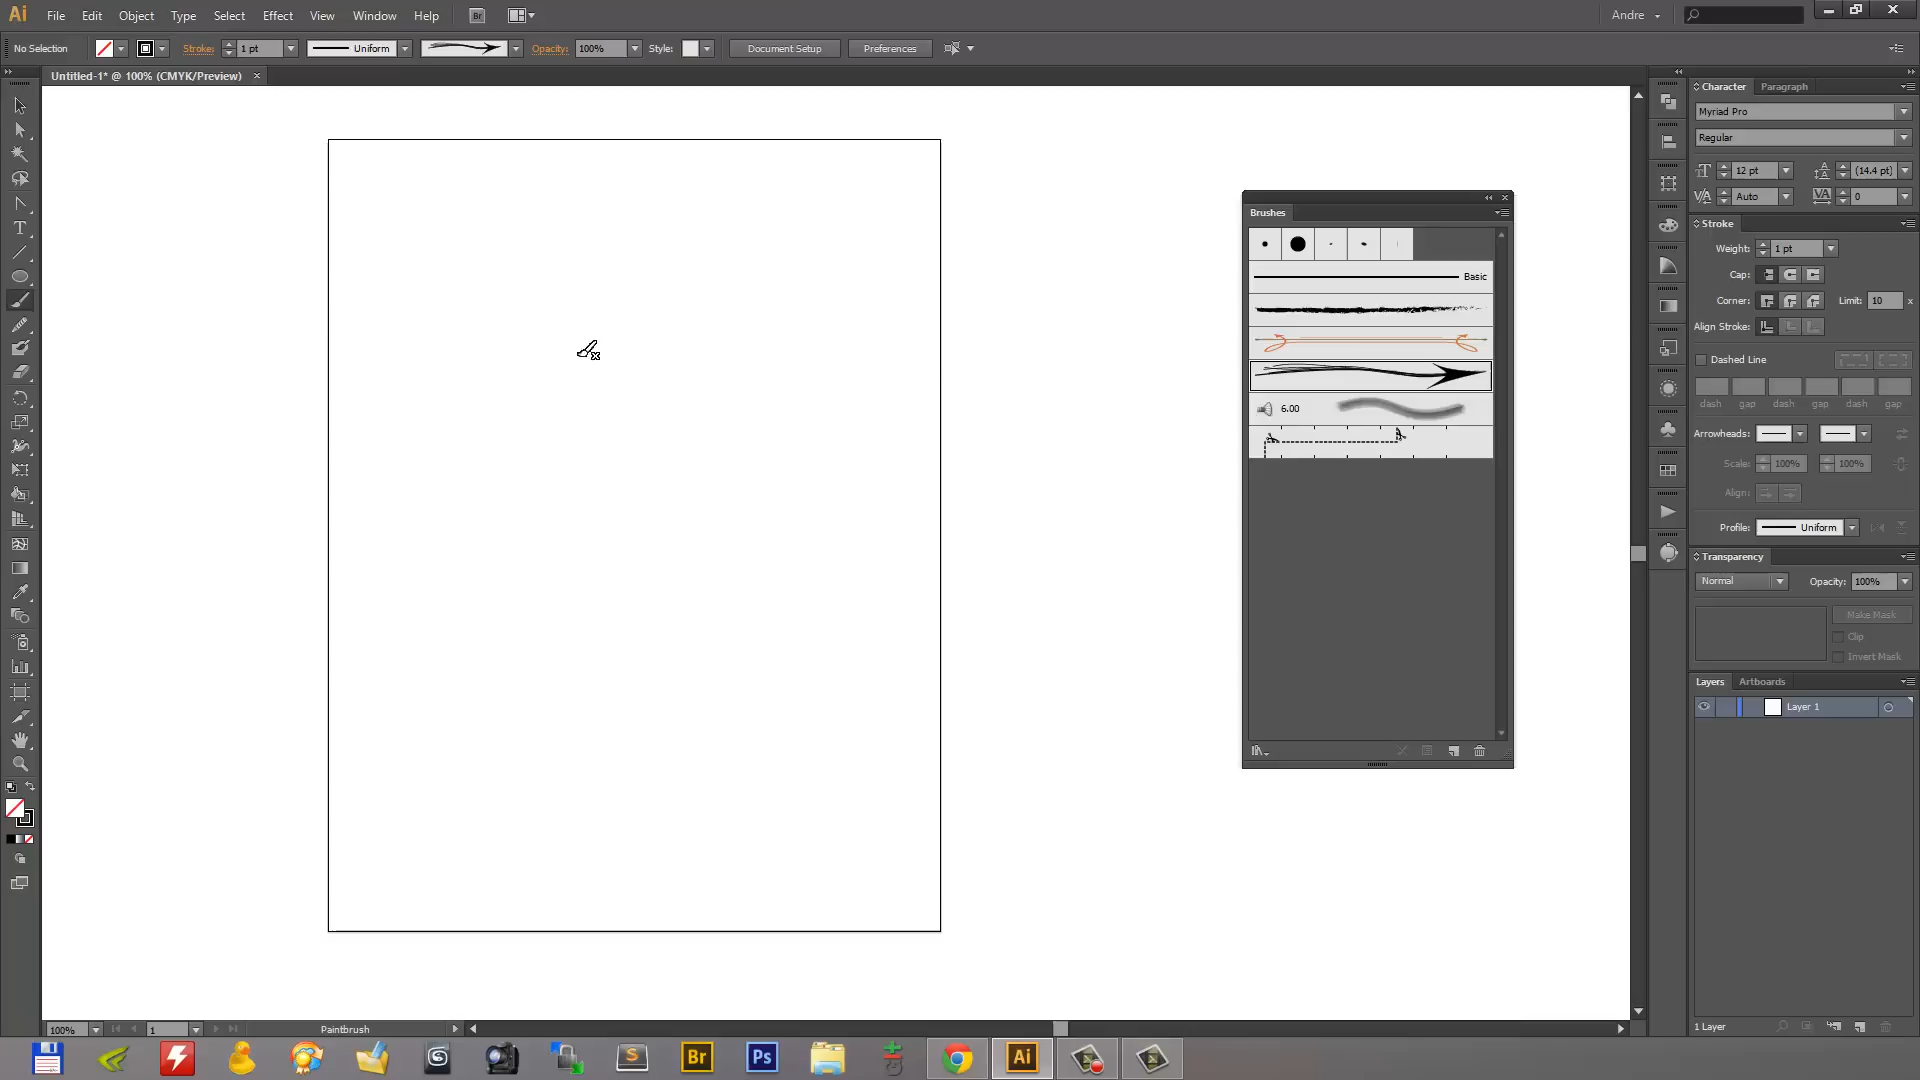 Ai File Edit Object Type Select Effect View Window Help Br Andre
No Selection Stroke: 1 pt Uniform Opacity: 100% Style: Document Setup Preferences
Untitled-1* @ 100% (CMYK/Preview)
Character Paragraph
Myriad Pro
Regular
12 pt (14.4 pt)
Auto 0
Stroke
Weight: 1 pt
Cap:
Corner: Limit: 10 x
Align Stroke:
Dashed Line
dash gap dash gap dash gap
Arrowheads:
Scale: 100% 100%
Align:
Profile: Uniform
Transparency
Normal Opacity: 100%
Make Mask
Clip
Invert Mask
Layers Artboards
Layer 1
1 Layer
Brushes
Basic
6.00
100% 1 Paintbrush
S Br Ps Ai